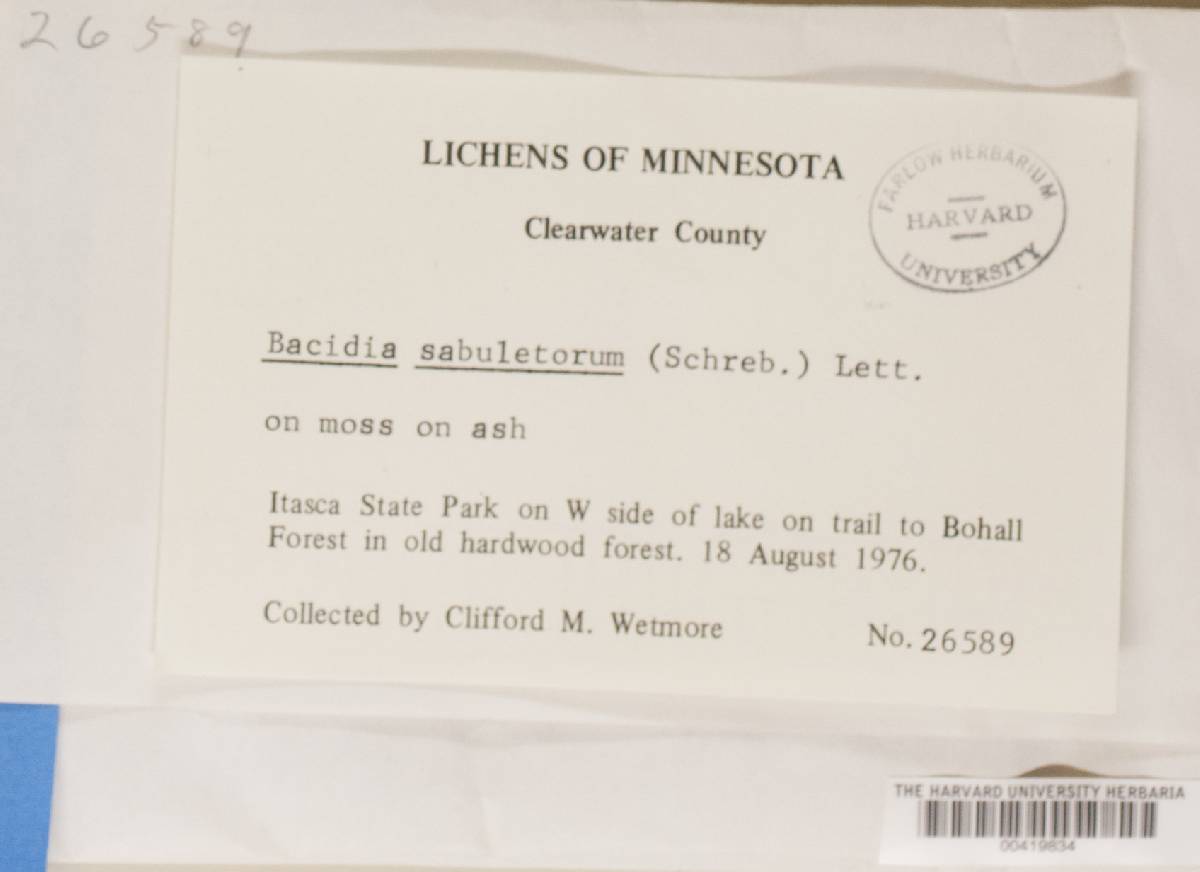 26589
LICHENS OF MINNESOTA
Clearwater County
FARLOW HERBARIUM
HARVARD
UNIVERSITY
Bacidia sabuletorum (Schreb.) Lett.
on moss on ash
Itasca State Park on W side of lake on trail to Bohall
Forest in old hardwood forest. 18 August 1976.
Collected by Clifford M. Wetmore No. 26589
THE HARVARD UNIVERSITY HERBARIA
00419834